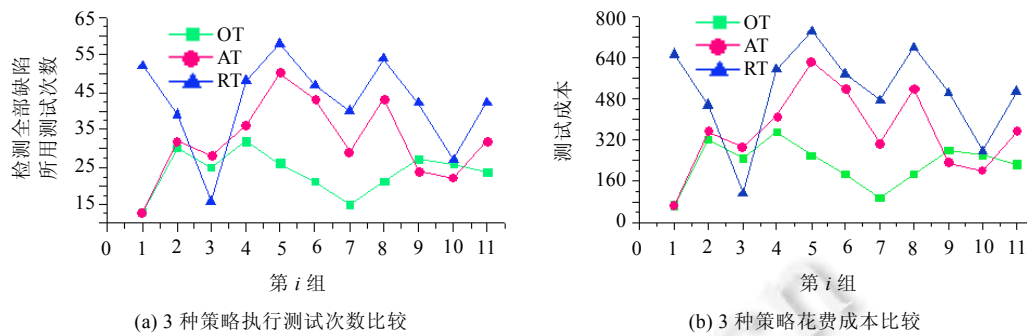 65
55
45
35
25
15
检测全部缺陷
所用测试次数
OT
AT
RT
0 1 2 3 4 5 6 7 8 9 10 11
第 i 组
(a) 3 种策略执行测试次数比较
800
640
480
320
160
0
测试成本
OT
AT
RT
0 1 2 3 4 5 6 7 8 9 10 11
第 i 组
(b) 3 种策略花费成本比较